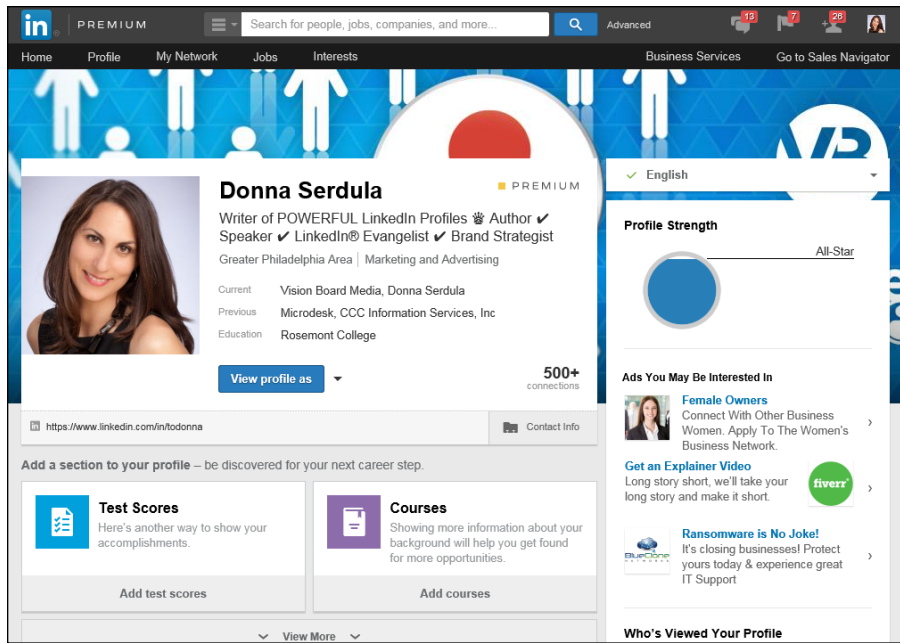 in PREMIUM
Search for people, jobs, companies, and more...
Advanced
13
7
26
Home Profile My Network Jobs Interests Business Services Go to Sales Navigator
VB
Donna Serdula
PREMIUM
Writer of POWERFUL LinkedIn Profiles ♕ Author ✔
Speaker ✔ LinkedIn® Evangelist ✔ Brand Strategist
Greater Philadelphia Area | Marketing and Advertising
Current Vision Board Media, Donna Serdula
Previous Microdesk, CCC Information Services, Inc
Education Rosemont College
View profile as
500+
connections
https://www.linkedin.com/in/todonna
Contact Info
Add a section to your profile – be discovered for your next career step.
Test Scores
Here's another way to show your
accomplishments.
Add test scores
Courses
Showing more information about your
background will help you get found
for more opportunities.
Add courses
View More
English
Profile Strength
All-Star
Ads You May Be Interested In
Female Owners
Connect With Other Business
Women. Apply To The Women's
Business Network.
Get an Explainer Video
Long story short, we'll take your
long story and make it short.
fiverr
Ransomware is No Joke!
It's closing businesses! Protect
yours today & experience great
IT Support
BlueClone
NETWORKS
Who's Viewed Your Profile